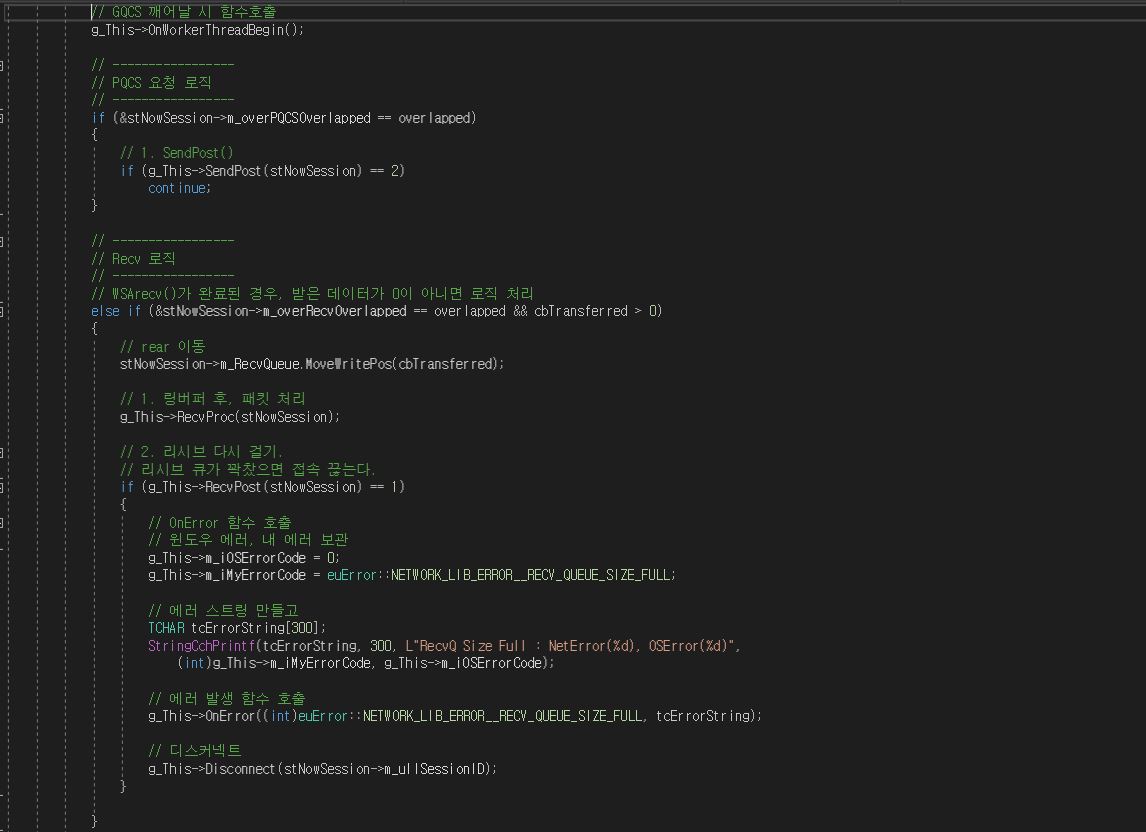 // GQCS 깨어날 시 함수호출
g_This->OnWorkerThreadBegin();
// -----------------
// PQCS 요청 로직
// -----------------
if (&stNowSession->m_overPQCSOverlapped == overlapped)
{
// 1. SendPost()
if (g_This->SendPost(stNowSession) == 2)
continue;
}
// -----------------
// Recv 로직
// -----------------
// WSArecv()가 완료된 경우, 받은 데이터가 0이 아니면 로직 처리
else if (&stNowSession->m_overRecvOverlapped == overlapped && cbTransferred > 0)
{
// rear 이동
stNowSession->m_RecvQueue.MoveWritePos(cbTransferred);
// 1. 링버퍼 후, 패킷 처리
g_This->RecvProc(stNowSession);
// 2. 리시브 다시 걸기.
// 리시브 큐가 꽉찼으면 접속 끊는다.
if (g_This->RecvPost(stNowSession) == 1)
{
// OnError 함수 호출
// 윈도우 에러, 내 에러 보관
g_This->m_iOSErrorCode = 0;
g_This->m_iMyErrorCode = euError::NETWORK_LIB_ERROR__RECV_QUEUE_SIZE_FULL;
// 에러 스트링 만들고
TCHAR tcErrorString[300];
StringCchPrintf(tcErrorString, 300, L"RecvQ Size Full : NetError(%d), OSError(%d)",
(int)g_This->m_iMyErrorCode, g_This->m_iOSErrorCode);
// 에러 발생 함수 호출
g_This->OnError((int)euError::NETWORK_LIB_ERROR__RECV_QUEUE_SIZE_FULL, tcErrorString);
// 디스커넥트
g_This->Disconnect(stNowSession->m_ullSessionID);
}
}